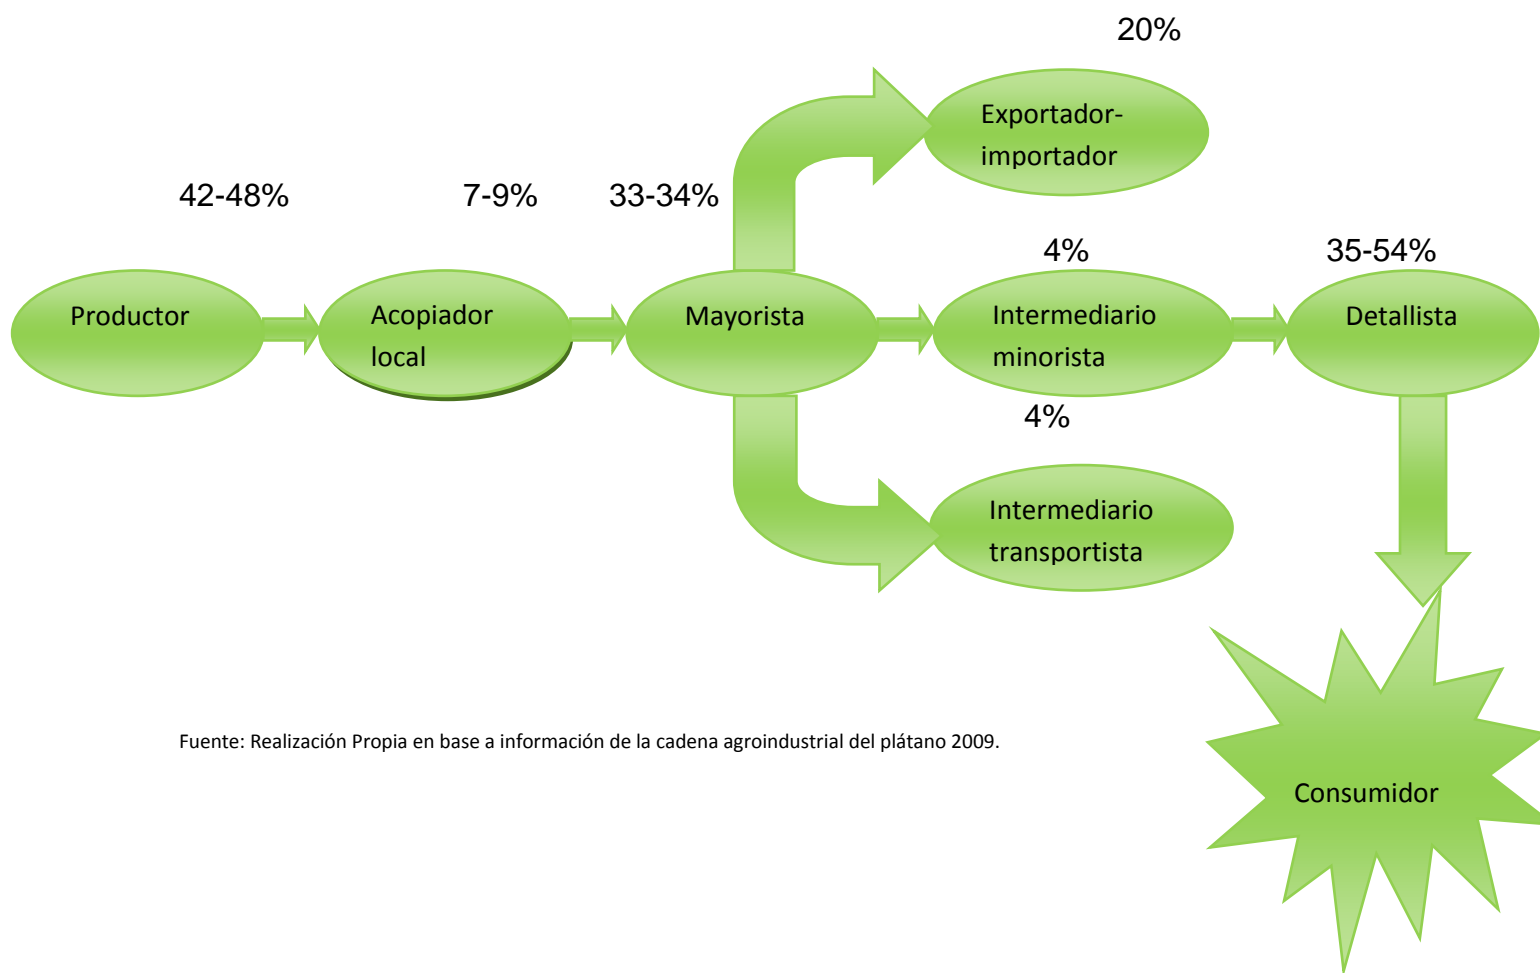 20%
Exportador-
importador
42-48%
7-9%
33-34%
4%
35-54%
Productor
Acopiador
local
Mayorista
Intermediario
minorista
Detallista
4%
Intermediario
transportista
Fuente: Realización Propia en base a información de la cadena agroindustrial del plátano 2009.
Consumidor